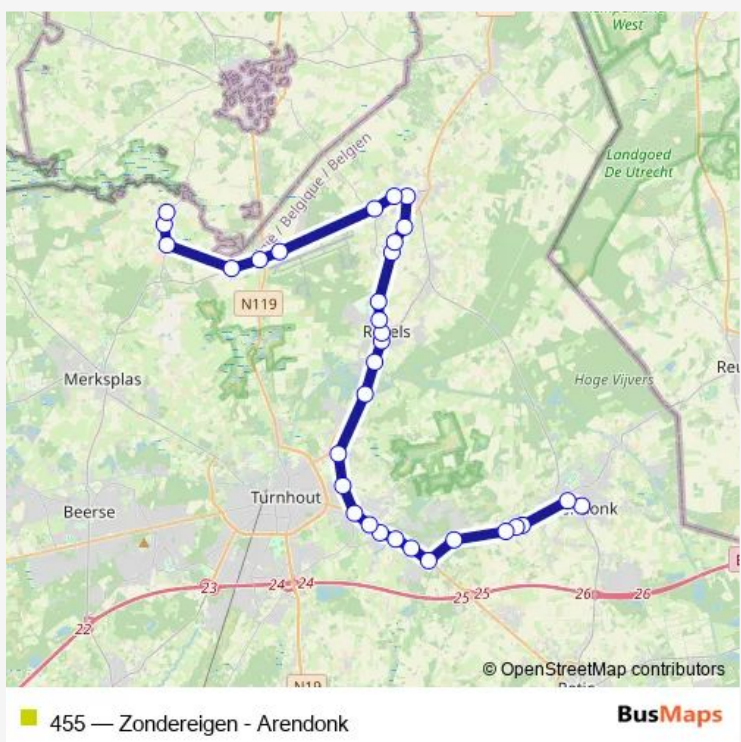 West
Landgoed
De Utrecht
e / Belgique / Belgien
N119
Merksplas
Hoge Vijvers
Turnhout
Beerse
23
24
24
25
25
26
26
22
N19
© OpenStreetMap contributors
455 — Zondereigen - Arendonk
BusMaps